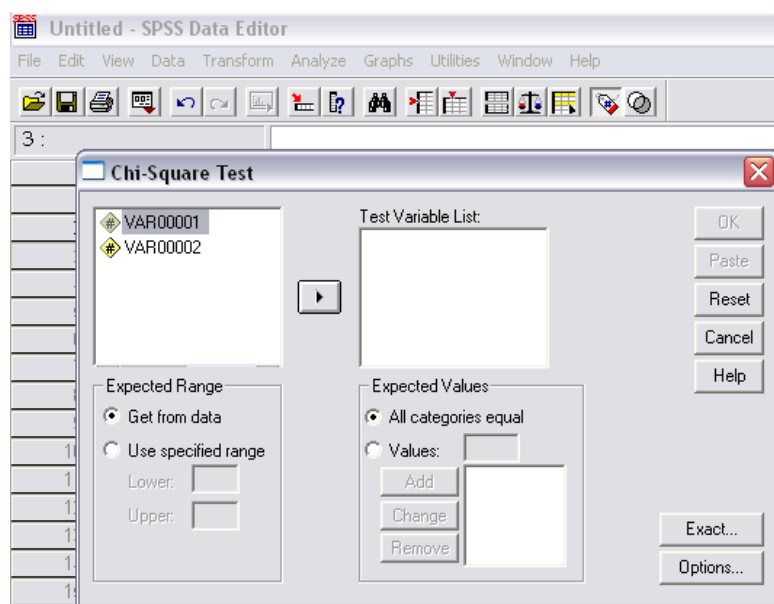 Untitled - SPSS Data Editor
File Edit View Data Transform Analyze Graphs Utilities Window Help
3 :
Chi-Square Test
VAR00001
VAR00002
Test Variable List:
OK
Paste
Reset
Cancel
Help
Expected Range
Get from data
Use specified range
Lower:
Upper:
Expected Values
All categories equal
Values:
Add
Change
Remove
Exact...
Options...